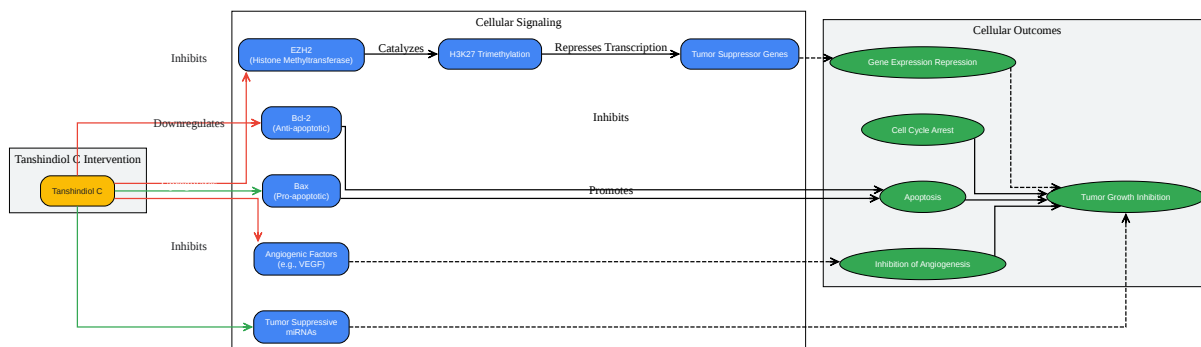 Cellular Signaling
Cellular Outcomes
Inhibits
EZH2
(Histone Methyltransferase)
Catalyzes
H3K27 Trimethylation
Represses Transcription
Tumor Suppressor Genes
Gene Expression Repression
Downregulates
Bcl-2
(Anti-apoptotic)
Inhibits
Cell Cycle Arrest
Tanshindiol C Intervention
Tanshindiol C
Bax
(Pro-apoptotic)
Promotes
Apoptosis
Tumor Growth Inhibition
Inhibits
Angiogenic Factors
(e.g., VEGF)
Inhibition of Angiogenesis
Tumor Suppressive
miRNAs